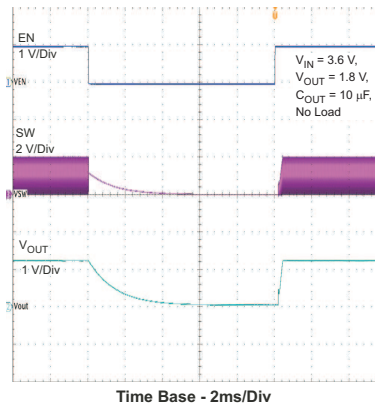 EN
1 V/Div
VEN
VIN = 3.6 V,
VOUT = 1.8 V,
COUT = 10 μF,
No Load
SW
2 V/Div
VSW
VOUT
1 V/Div
Vout
Time Base - 2ms/Div